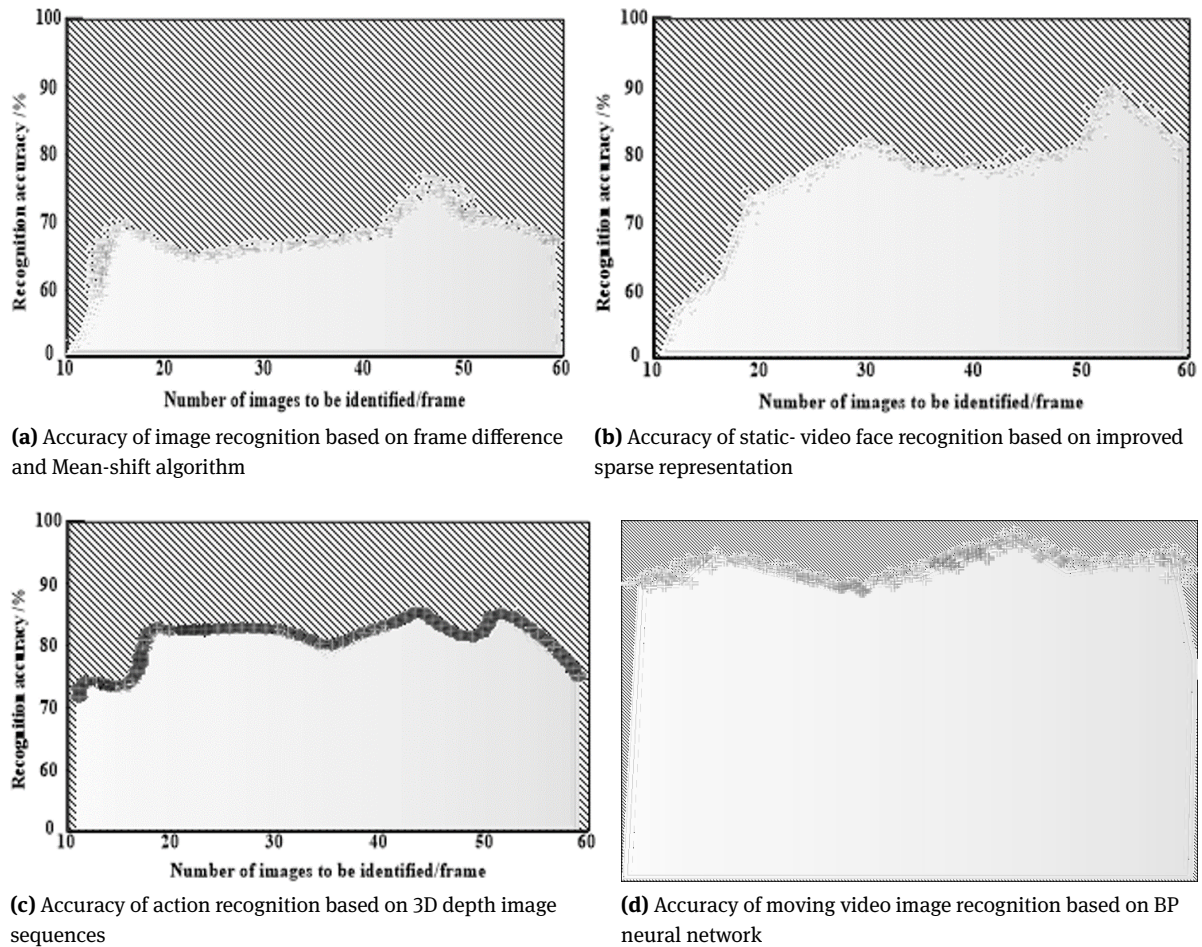 100
90
80
70
60
0
10 20 30 40 50 60
Recognition accuracy /%
Number of images to be identified/frame
(a) Accuracy of image recognition based on frame difference
and Mean-shift algorithm
100
90
80
70
60
0
10 20 30 40 50 60
Recognition accuracy /%
Number of images to be identified/frame
(b) Accuracy of static- video face recognition based on improved
sparse representation
100
90
80
70
60
0
10 20 30 40 50 60
Recognition accuracy /%
Number of images to be identified/frame
(c) Accuracy of action recognition based on 3D depth image
sequences
(d) Accuracy of moving video image recognition based on BP
neural network